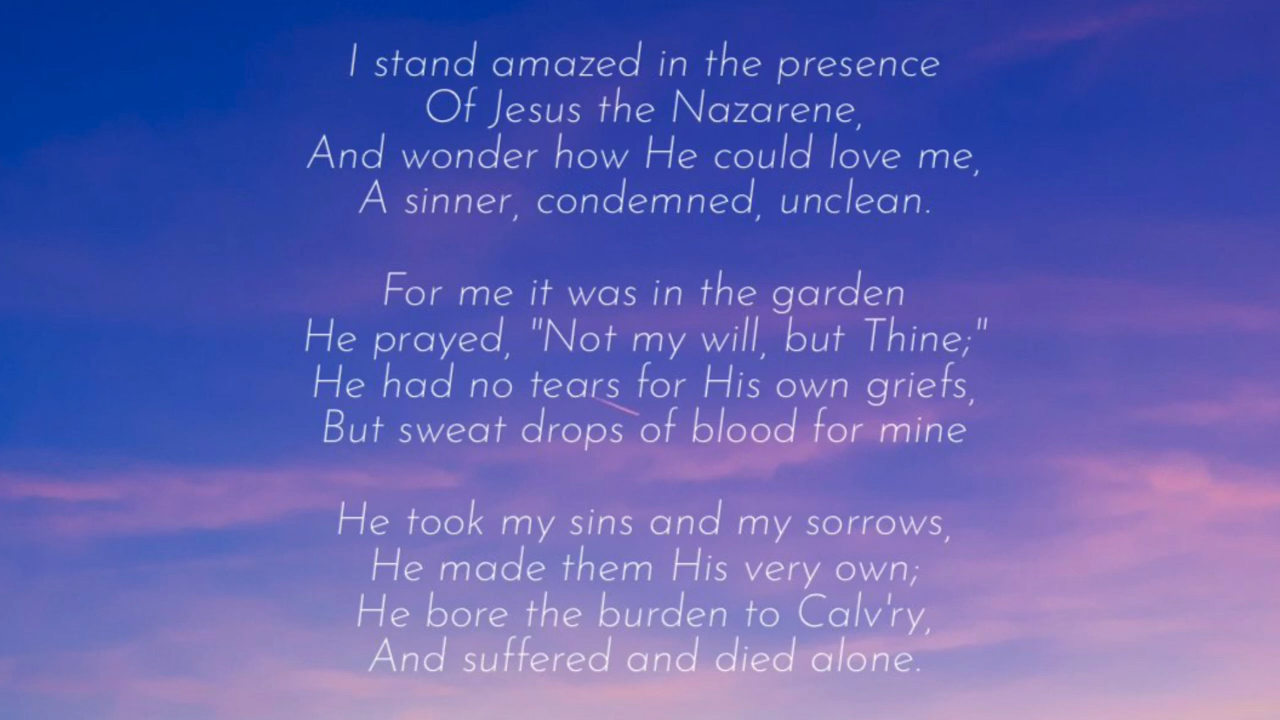 I stand amazed in the presence
Of Jesus the Nazarene,
And wonder how He could love me,
A sinner, condemned, unclean.
For me it was in the garden
He prayed, "Not my will, but Thine;"
He had no tears for His own griefs,
But sweat drops of blood for mine
He took my sins and my sorrows,
He made them His very own;
He bore the burden to Calv'ry,
And suffered and died alone.